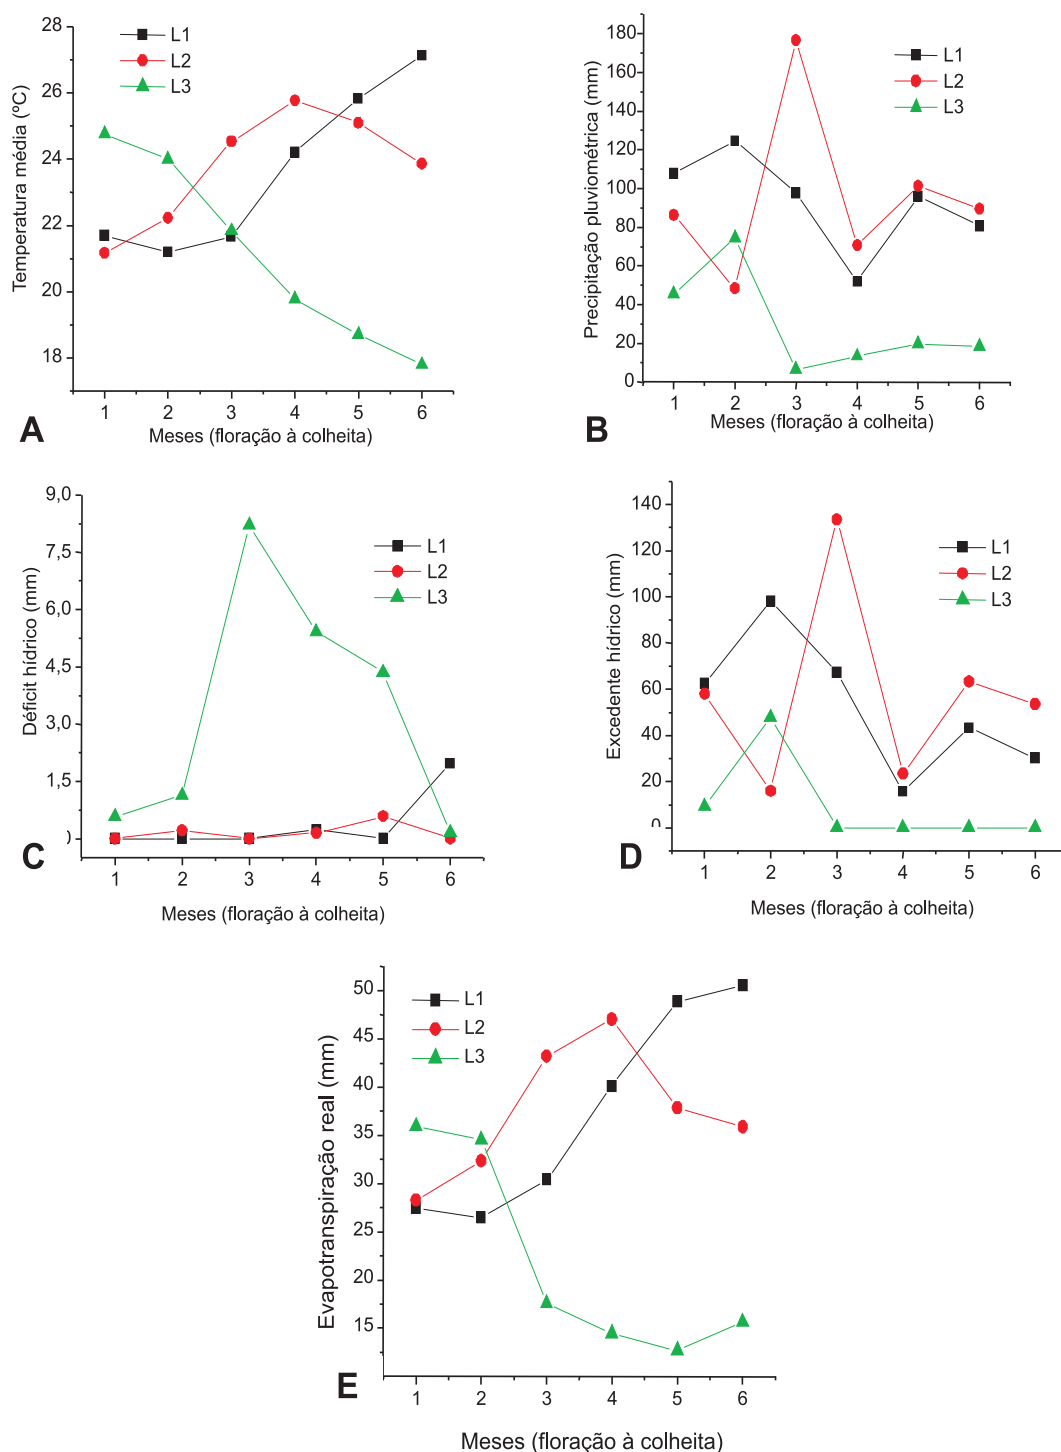 28
26
24
22
20
18
Temperatura média (ºC)
L1
L2
L3
1 2 3 4 5 6
Meses (floração à colheita)
A
180
160
140
120
100
80
60
40
20
0
Precipitação pluviométrica (mm)
L1
L2
L3
1 2 3 4 5 6
Meses (floração à colheita)
B
9,0
7,5
6,0
4,5
3,0
1,5
Déficit hídrico (mm)
L1
L2
L3
1 2 3 4 5 6
Meses (floração à colheita)
C
140
120
100
80
60
40
20
0
Excedente hídrico (mm)
L1
L2
L3
1 2 3 4 5 6
Meses (floração à colheita)
D
50
45
40
35
30
25
20
15
Evapotranspiração real (mm)
L1
L2
L3
1 2 3 4 5 6
Meses (floração à colheita)
E